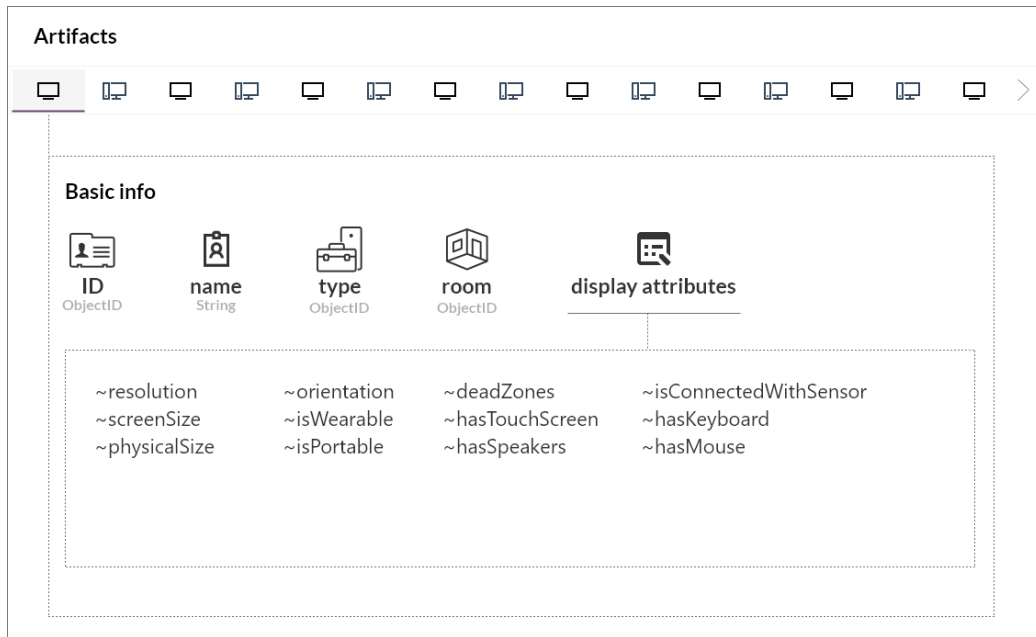 Artifacts
Basic info
ID name type room display attributes
ObjectID String ObjectID ObjectID
~resolution ~orientation ~deadZones ~isConnectedWithSensor
~screenSize ~isWearable ~hasTouchScreen ~hasKeyboard
~physicalSize ~isPortable ~hasSpeakers ~hasMouse